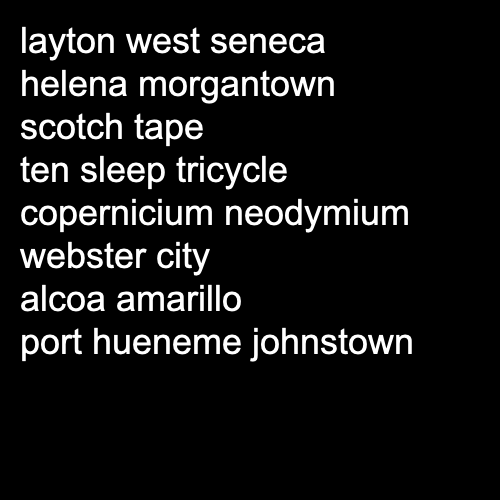 layton west seneca
helena morgantown
scotch tape
ten sleep tricycle
copernicium neodymium
webster city
alcoa amarillo
port hueneme johnstown